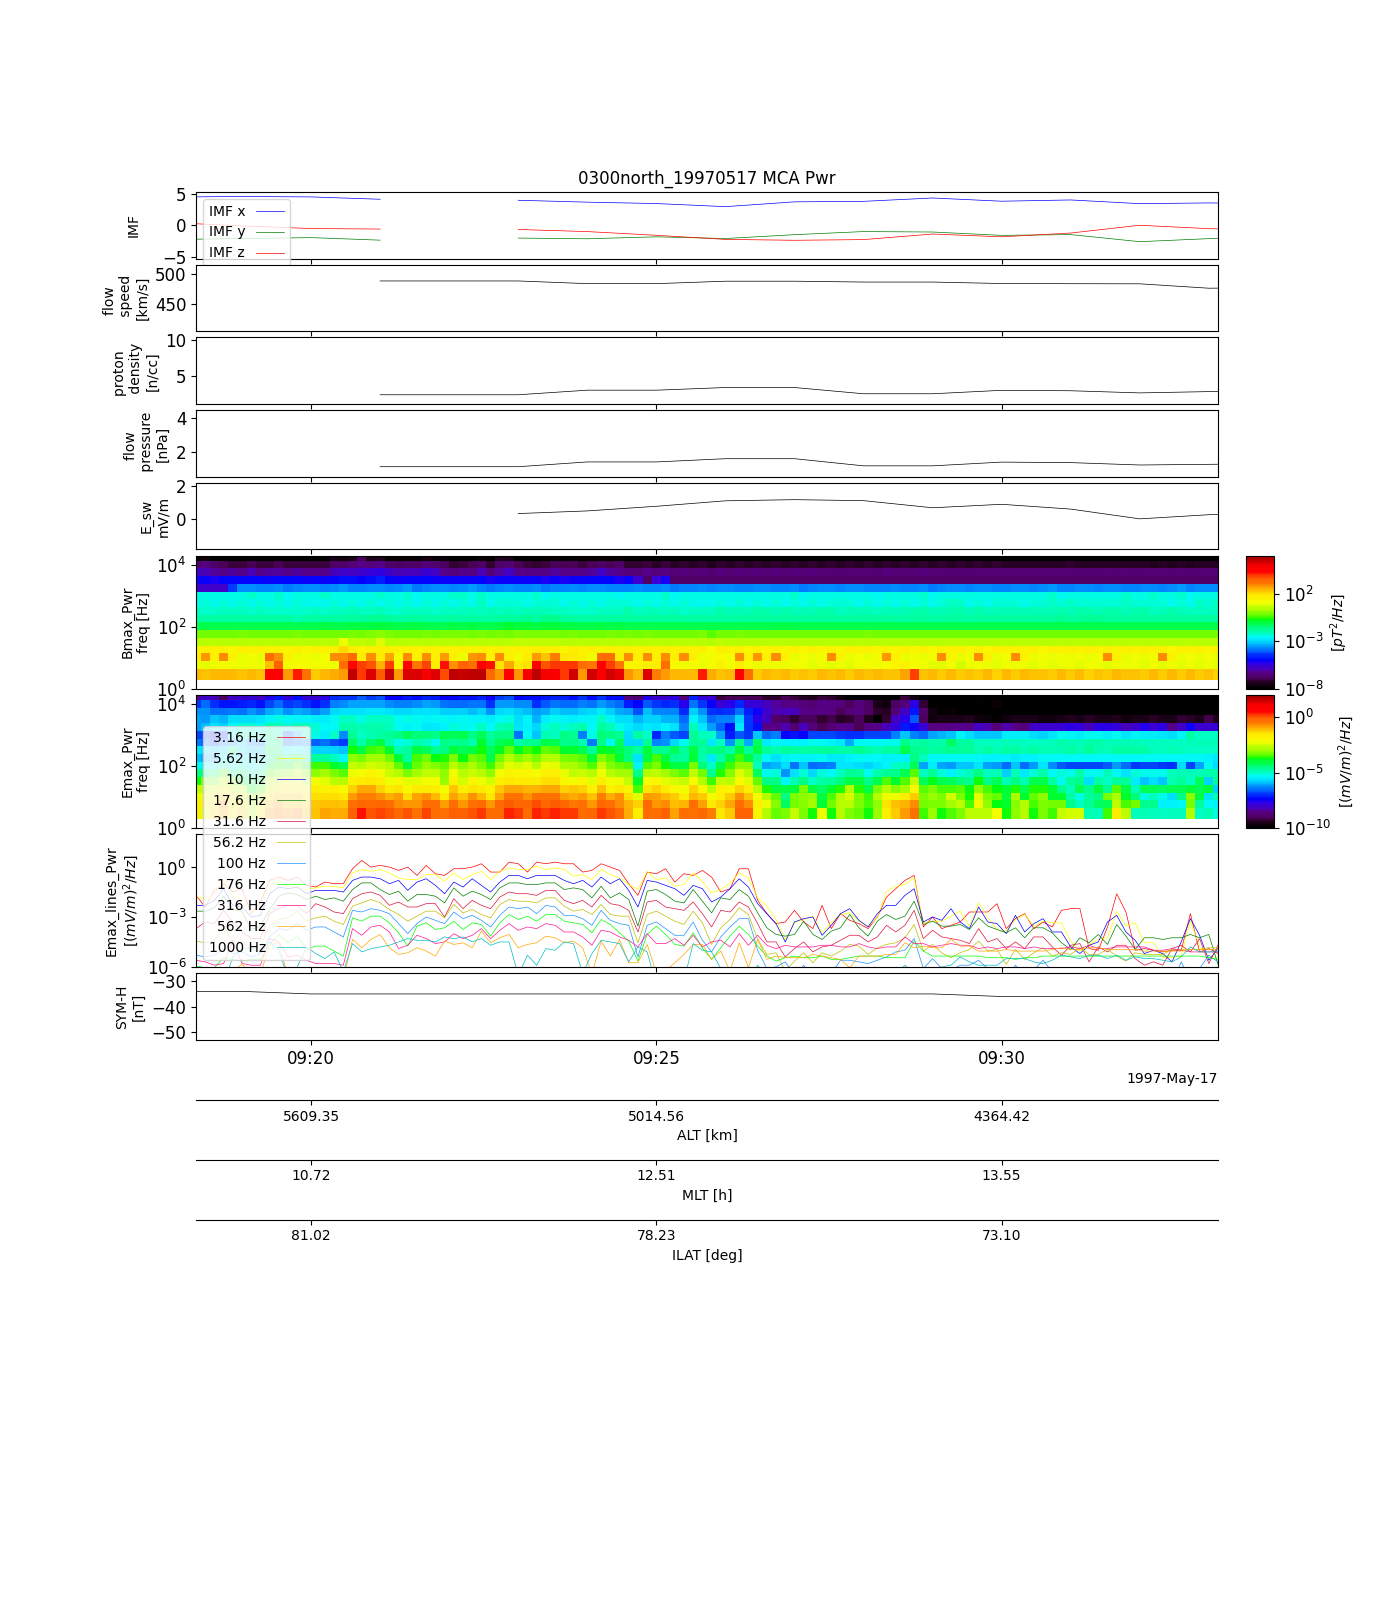 0300north_19970517 MCA Pwr
5
0
−5
IMF
IMF x
IMF y
IMF z
500
450
flow
speed
[km/s]
10
5
proton
density
[n/cc]
4
2
flow
pressure
[nPa]
2
0
E_sw
mV/m
10^4
10^2
10^0
Bmax_Pwr
freq [Hz]
10^2
10^−3
10^−8
[pT^2/Hz]
10^4
10^2
10^0
Emax_Pwr
freq [Hz]
10^0
10^−5
10^−10
[(mV/m)^2/Hz]
3.16 Hz
5.62 Hz
10 Hz
17.6 Hz
31.6 Hz
56.2 Hz
100 Hz
176 Hz
316 Hz
562 Hz
1000 Hz
10^0
10^−3
10^−6
Emax_lines_Pwr
[(mV/m)^2/Hz]
−30
−40
−50
SYM-H
[nT]
09:20 09:25 09:30
1997-May-17
5609.35 5014.56 4364.42
ALT [km]
10.72 12.51 13.55
MLT [h]
81.02 78.23 73.10
ILAT [deg]